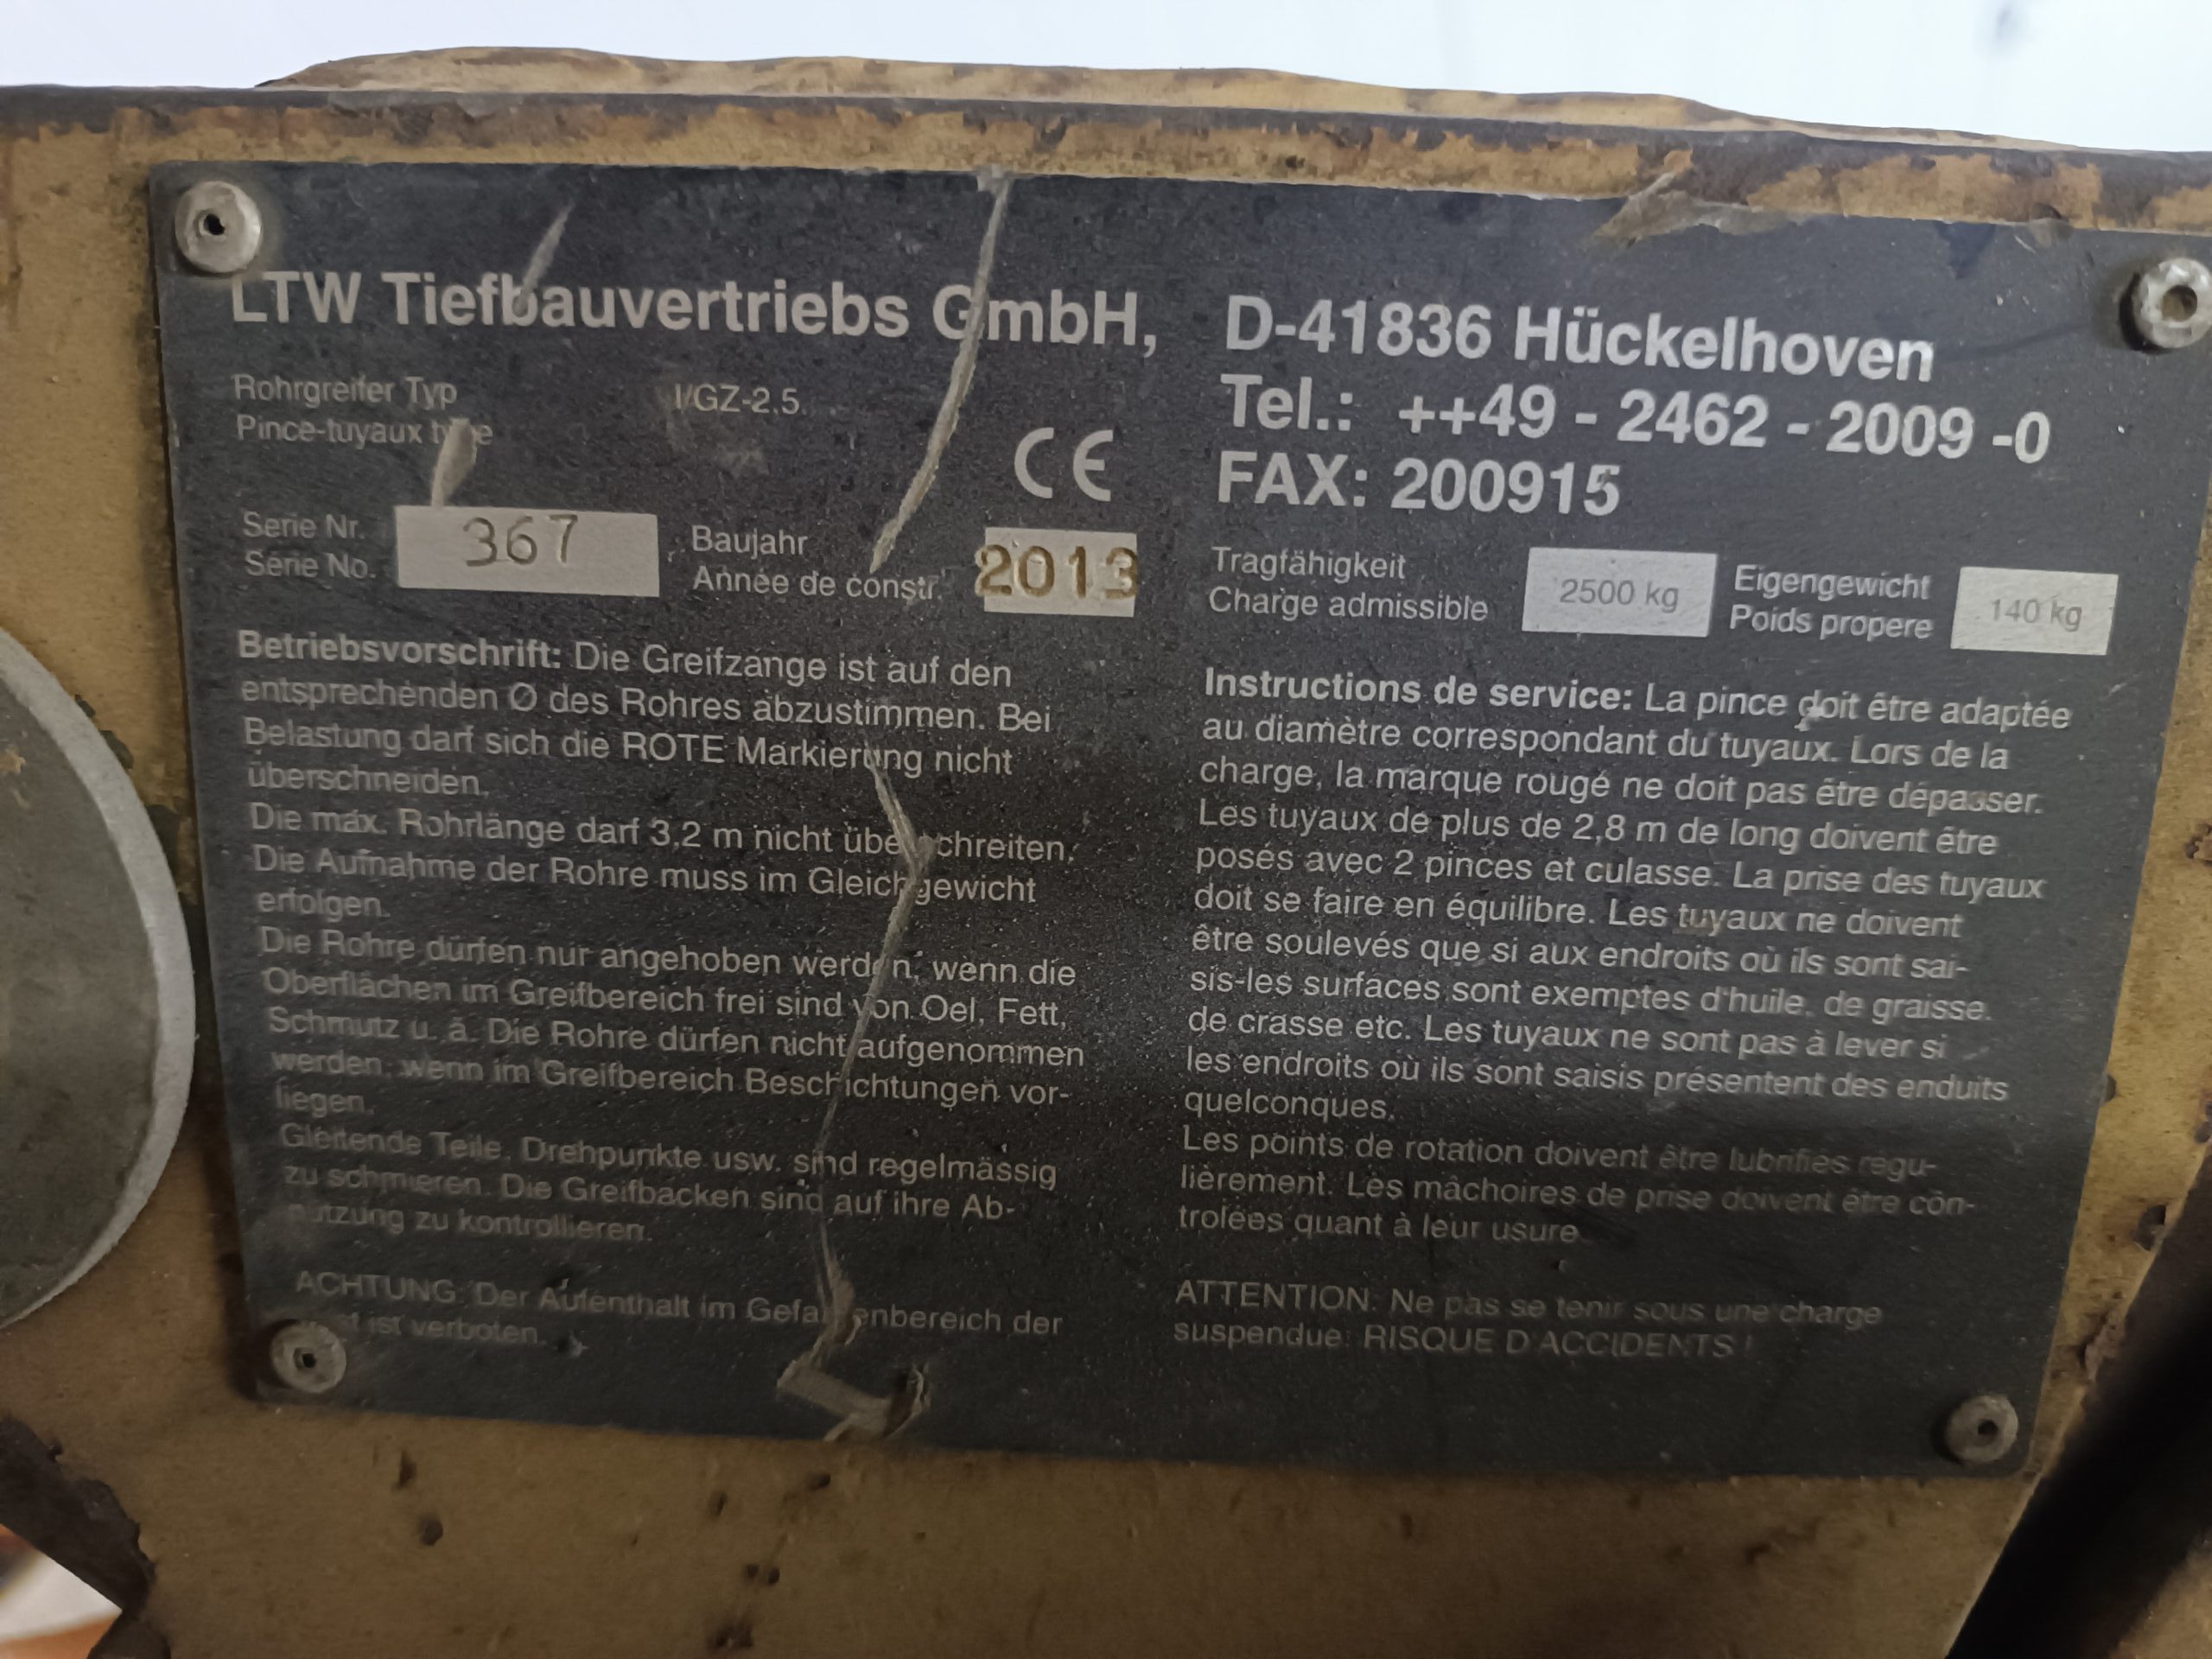 LTW Tiefbauvertriebs GmbH,
Rohrgreifer Typ I/GZ-2.5.
Pince-tuyaux
CE
Serie Nr.
Série No.
367
Baujahr
Année de constr.
2013
D-41836 Hückelhoven
Tel.: ++49 - 2462 - 2009 -0
FAX: 200915
Tragfähigkeit
Charge admissible
2500 kg
Eigengewicht
Poids propere
140 kg
Betriebsvorschrift: Die Greifzange ist auf den
entsprechenden Ø des Rohres abzustimmen. Bei
Belastung darf sich die ROTE Markierung nicht
überschneiden.
Die max. Rohrlänge darf 3,2 m nicht überschreiten.
Die Aufnahme der Rohre muss im Gleichgewicht
erfolgen.
Die Rohre dürfen nur angehoben werden, wenn die
Oberflächen im Greifbereich frei sind von Oel, Fett,
Schmutz u. ä. Die Rohre dürfen nicht aufgenommen
werden, wenn im Greifbereich Beschichtungen vor-
liegen.
Gleitende Teile, Drehpunkte usw. sind regelmässig
zu schmieren. Die Greifbacken sind auf ihre Ab-
nutzung zu kontrollieren.
ACHTUNG: Der Aufenthalt im Gefahrenbereich der
ist verboten.
Instructions de service: La pince doit être adaptée
au diamètre correspondant du tuyaux. Lors de la
charge, la marque rougé ne doit pas être dépasser.
Les tuyaux de plus de 2,8 m de long doivent être
posés avec 2 pinces et culasse. La prise des tuyaux
doit se faire en équilibre. Les tuyaux ne doivent
être soulevés que si aux endroits où ils sont sai-
sis-les surfaces sont exemptes d'huile, de graisse.
de crasse etc. Les tuyaux ne sont pas à lever si
les endroits où ils sont saisis présentent des enduits
quelconques.
Les points de rotation doivent être lubrifiés régu-
lièrement. Les mâchoires de prise doivent être con-
trolées quant à leur usure.
ATTENTION: Ne pas se tenir sous une charge
suspendue: RISQUE D'ACCIDENTS !